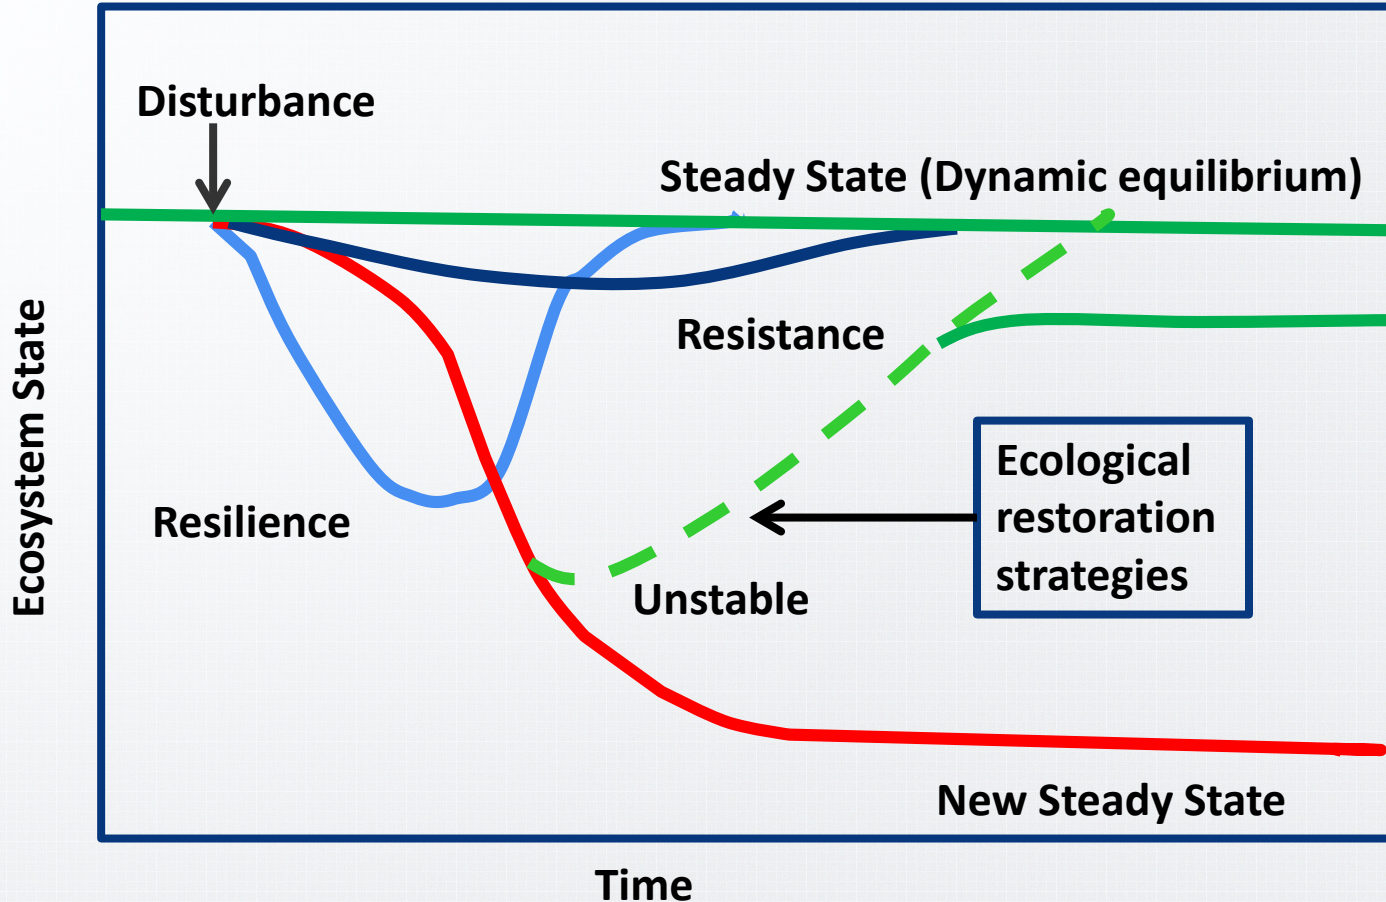 Disturbance
Steady State (Dynamic equilibrium)
Resistance
Ecosystem State
Ecological
restoration
strategies
Resilience
Unstable
New Steady State
Time